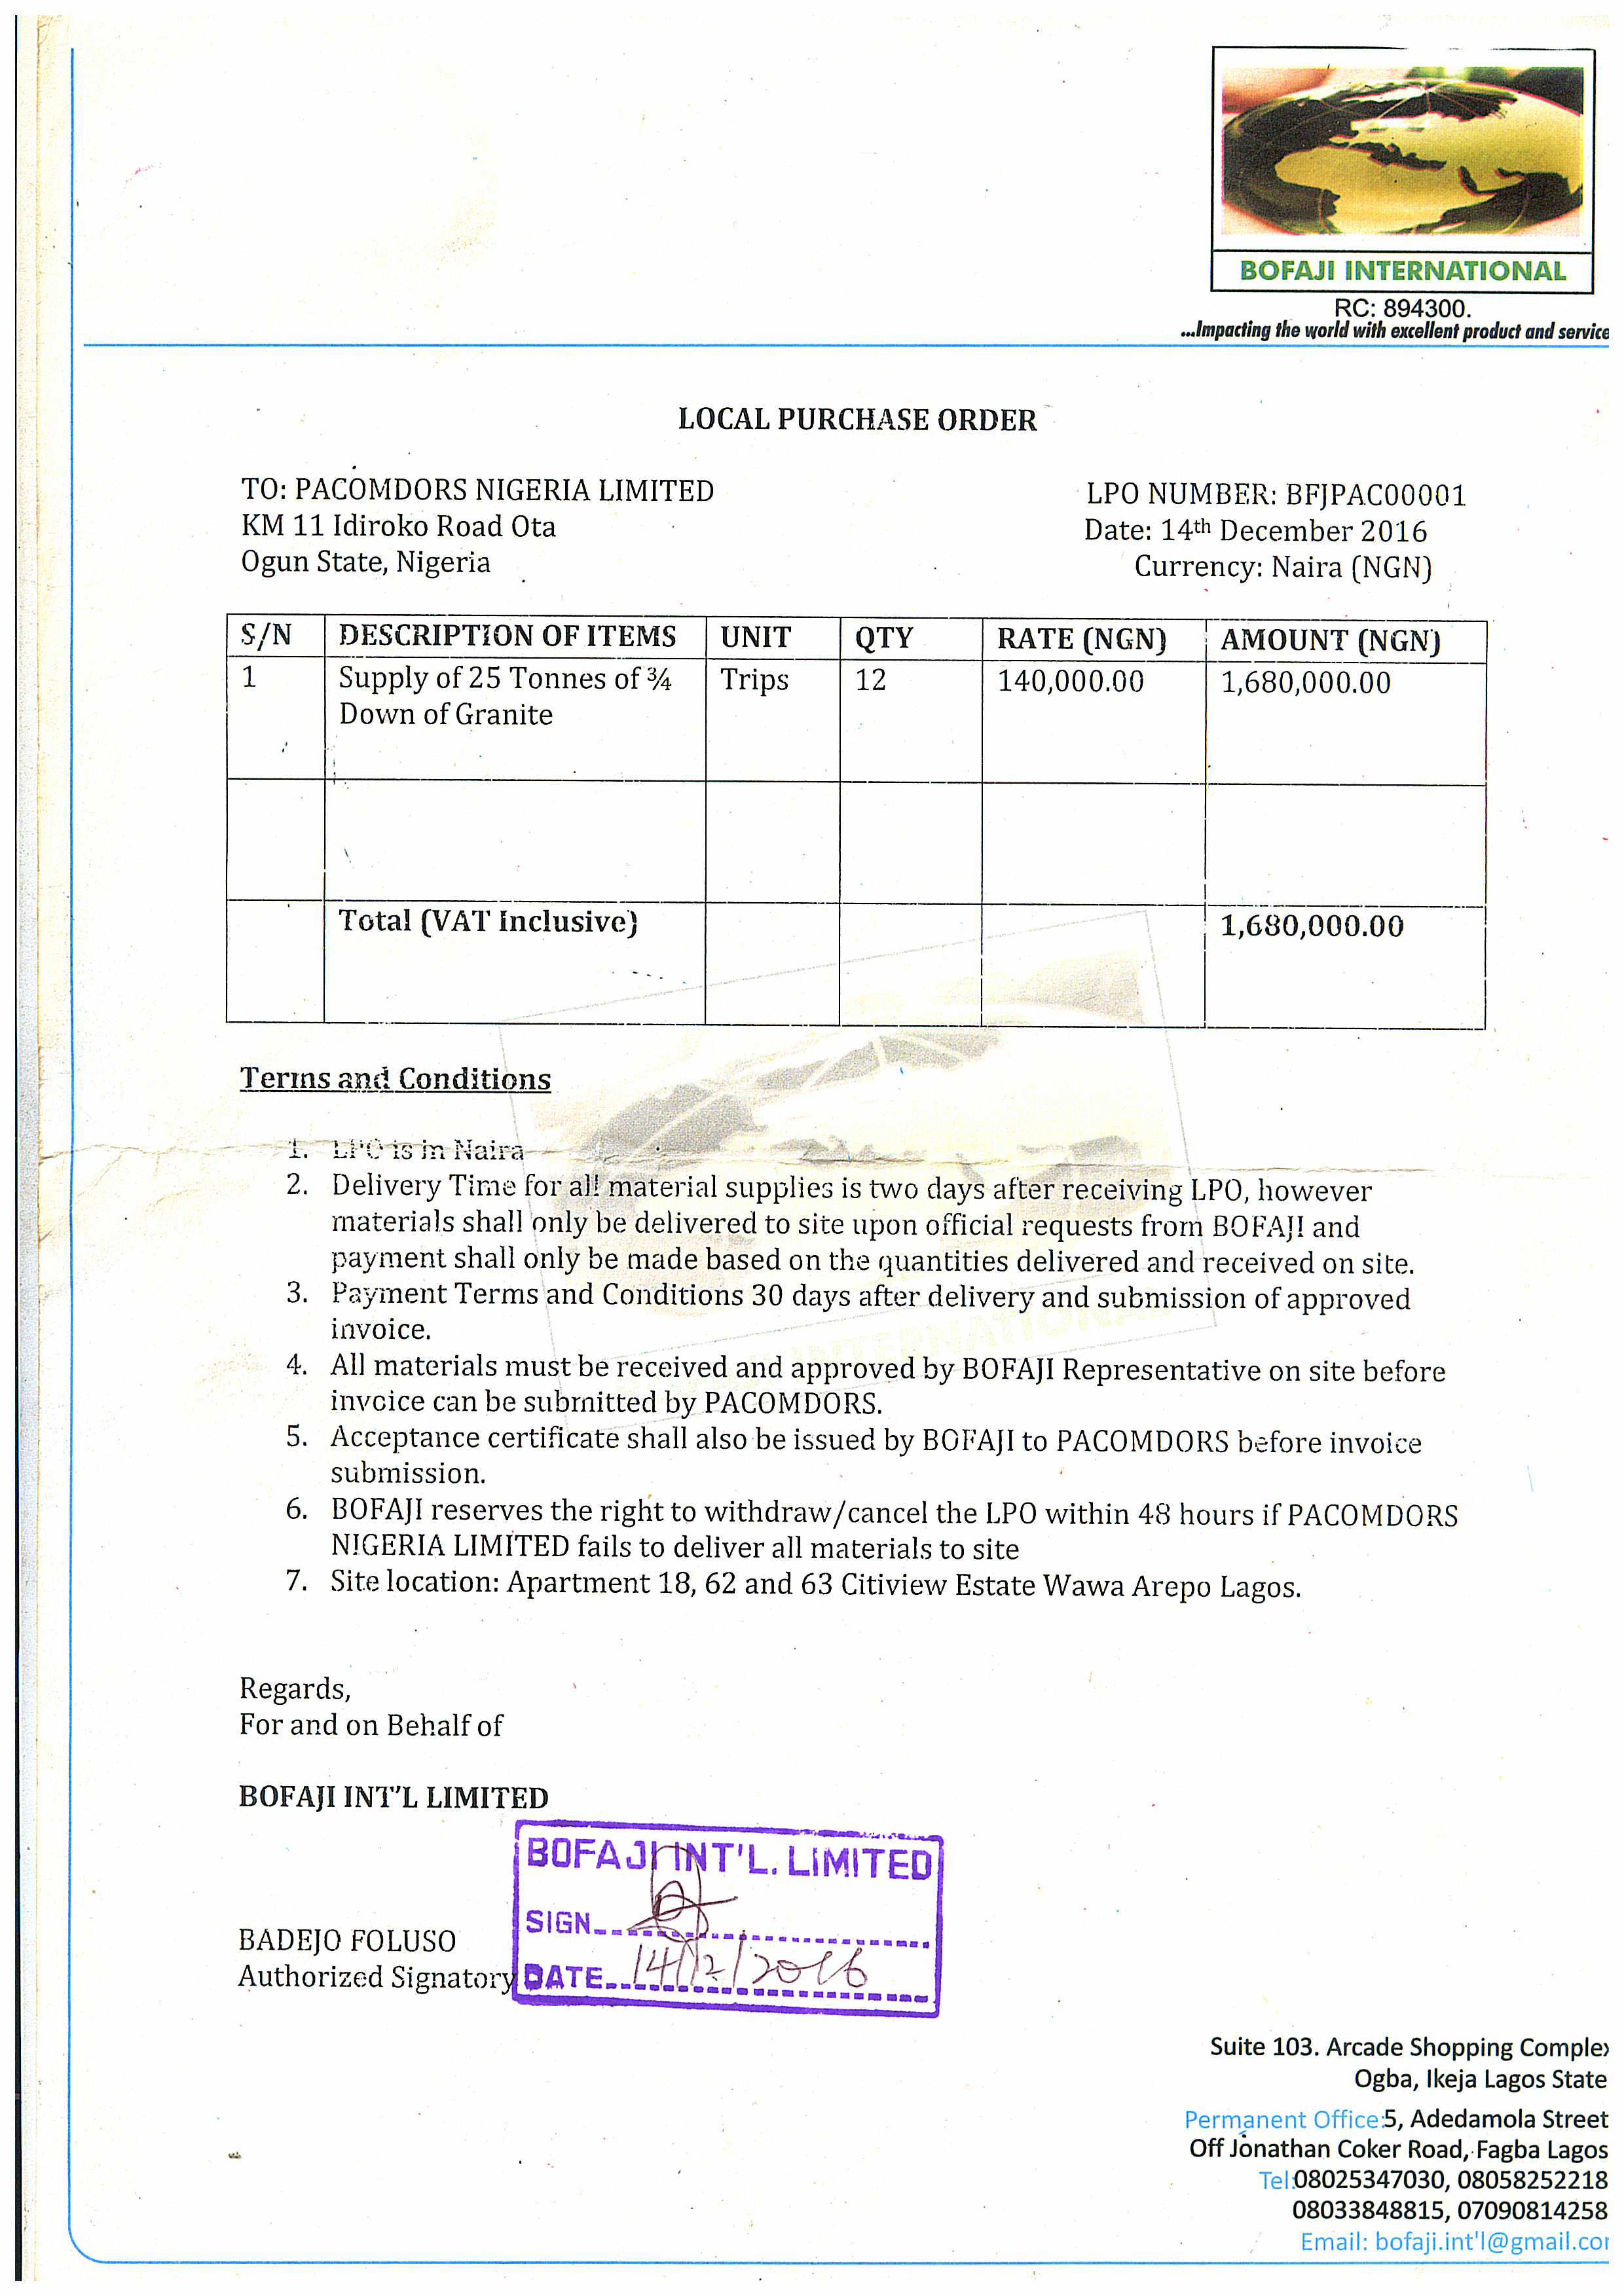 BOFAJI INTERNATIONAL
RC: 894300.
...Impacting the world with excellent product and service
LOCAL PURCHASE ORDER
TO: PACOMDORS NIGERIA LIMITED
KM 11 Idiroko Road Ota
Ogun State, Nigeria
LPO NUMBER: BFJPAC00001
Date: 14th December 2016
Currency: Naira (NGN)
S/N DESCRIPTION OF ITEMS UNIT QTY RATE (NGN) AMOUNT (NGN)
1 Supply of 25 Tonnes of ¾ Trips 12 140,000.00 1,680,000.00
Down of Granite
Total (VAT Inclusive) 1,680,000.00
Terms and Conditions
1. LPO is in Naira
2. Delivery Time for all material supplies is two days after receiving LPO, however
materials shall only be delivered to site upon official requests from BOFAJI and
payment shall only be made based on the quantities delivered and received on site.
3. Payment Terms and Conditions 30 days after delivery and submission of approved
invoice.
4. All materials must be received and approved by BOFAJI Representative on site before
invoice can be submitted by PACOMDORS.
5. Acceptance certificate shall also be issued by BOFAJI to PACOMDORS before invoice
submission.
6. BOFAJI reserves the right to withdraw/cancel the LPO within 48 hours if PACOMDORS
NIGERIA LIMITED fails to deliver all materials to site
7. Site location: Apartment 18, 62 and 63 Citiview Estate Wawa Arepo Lagos.
Regards,
For and on Behalf of
BOFAJI INT'L LIMITED
BOFAJI INT'L. LIMITED
SIGN
DATE 14/12/2016
BADEJO FOLUSO
Authorized Signatory
Suite 103. Arcade Shopping Complex
Ogba, Ikeja Lagos State
Permanent Office:5, Adedamola Street
Off Jonathan Coker Road, Fagba Lagos
Tel:08025347030, 08058252218
08033848815, 07090814258
Email: bofaji.int'l@gmail.co